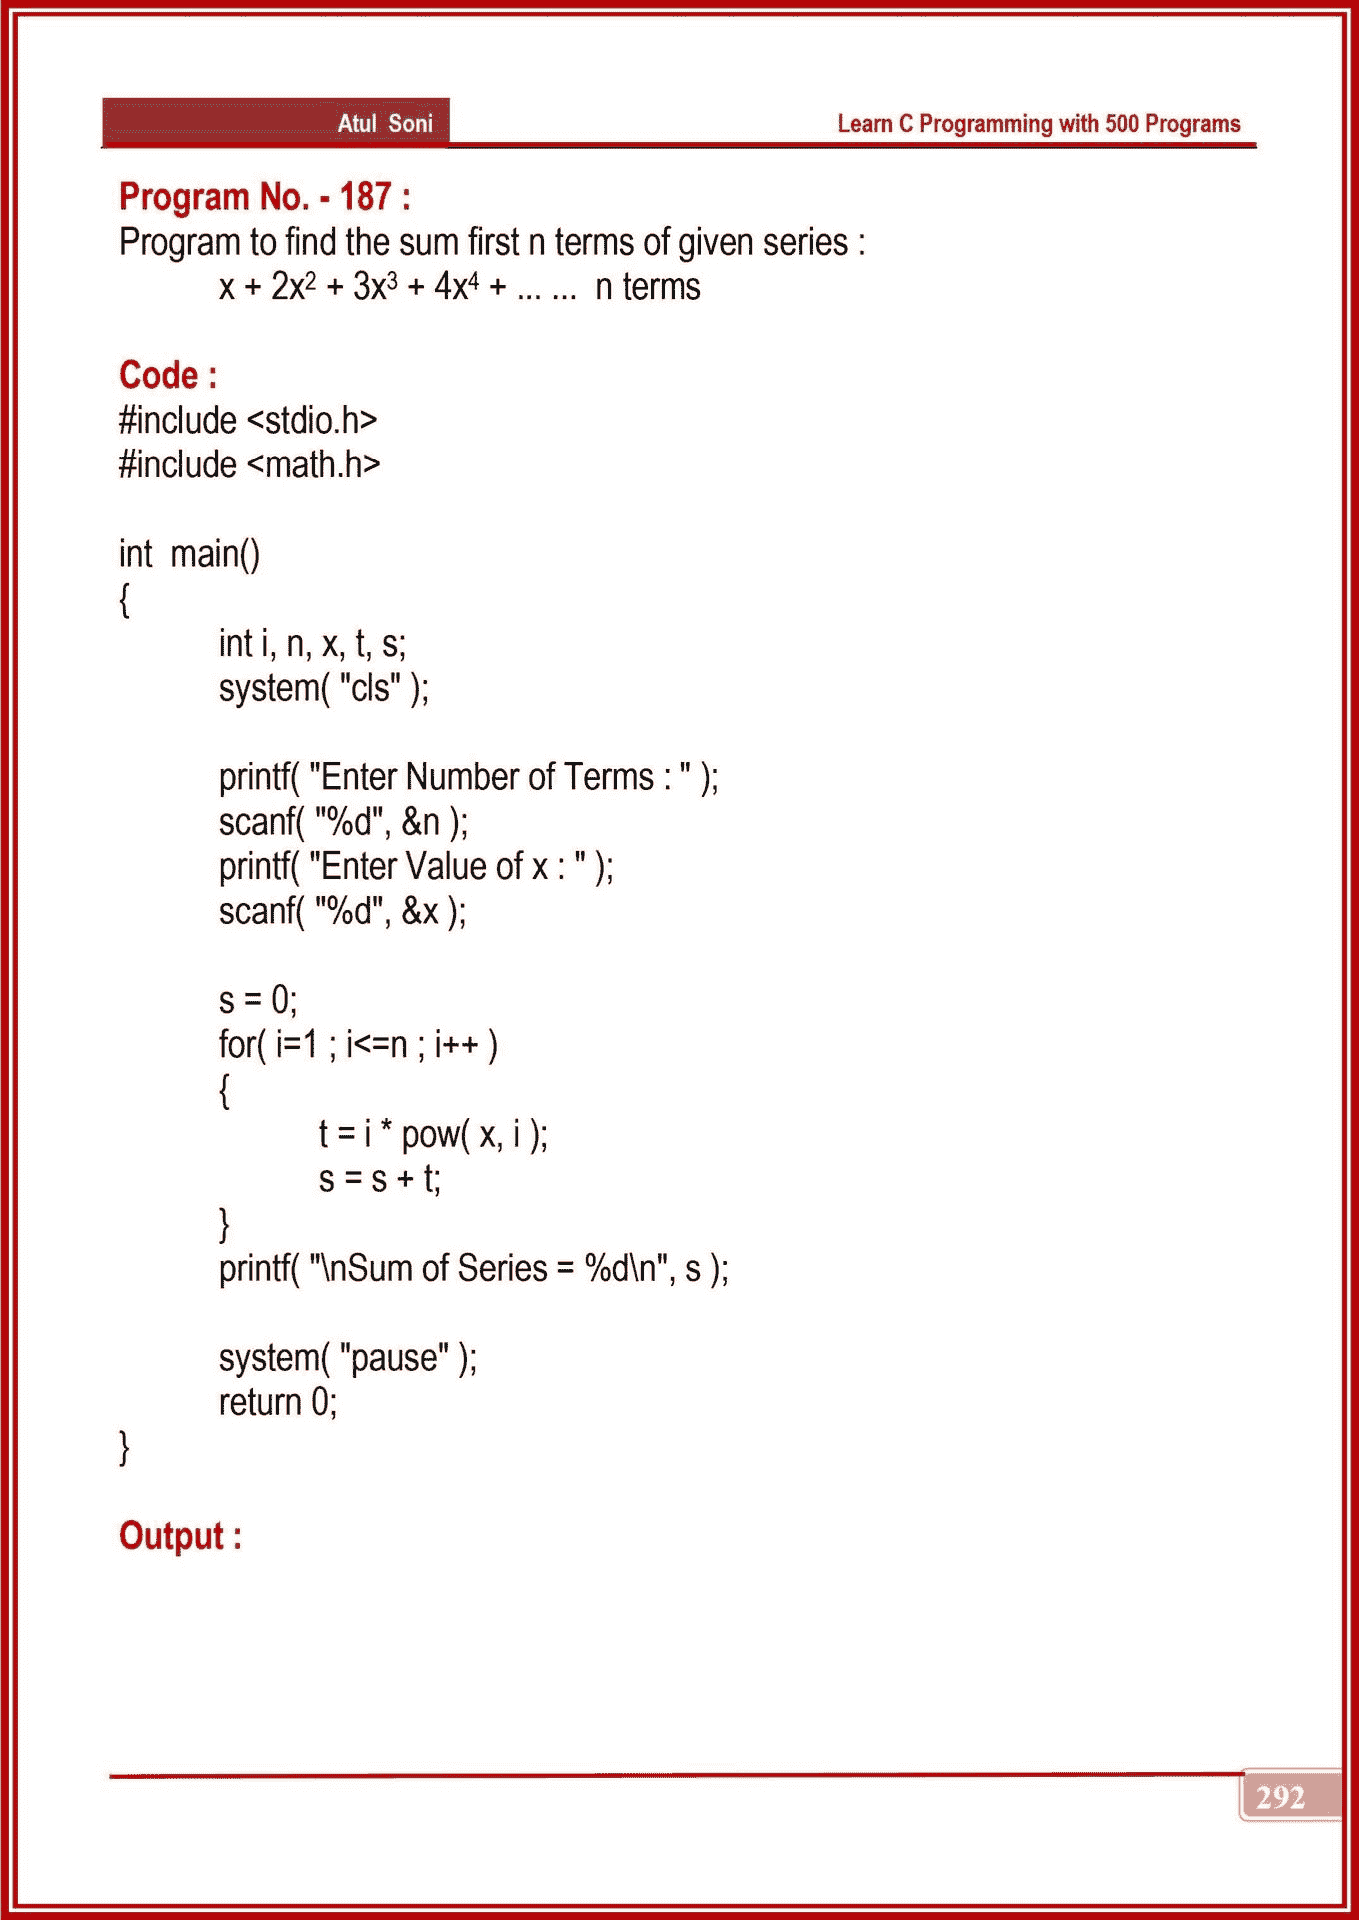 Atul  Soni
Learn C Programming with 500 Programs
Program No. - 187 :
Program to find the sum first n terms of given series :
x + 2x² + 3x³ + 4x⁴ + ... ...  n terms
Code :
#include <stdio.h>
#include <math.h>
int  main()
{
int i, n, x, t, s;
system( "cls" );
printf( "Enter Number of Terms : " );
scanf( "%d", &n );
printf( "Enter Value of x : " );
scanf( "%d", &x );
s = 0;
for( i=1 ; i<=n ; i++ )
{
t = i * pow( x, i );
s = s + t;
}
printf( "\nSum of Series = %d\n", s );
system( "pause" );
return 0;
}
Output :
292